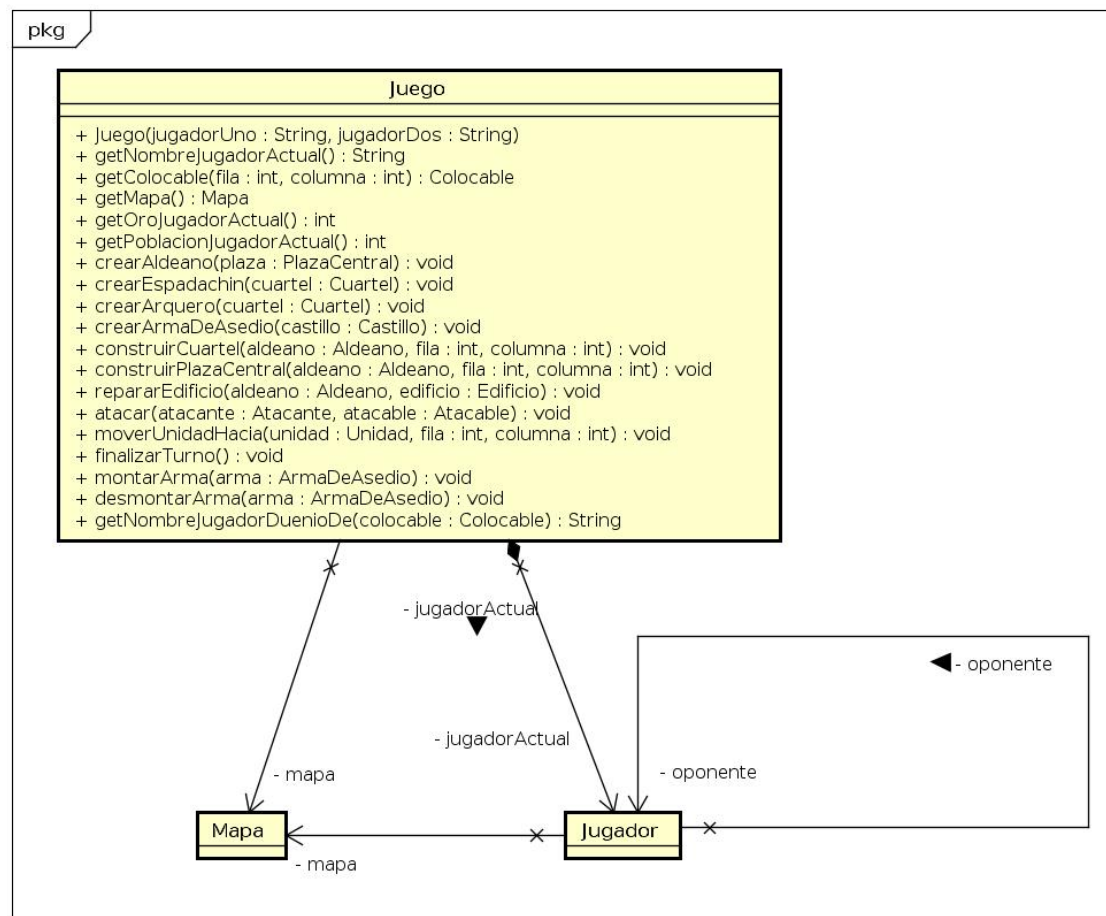 pkg
Juego
+ Juego(jugadorUno : String, jugadorDos : String)
+ getNombreJugadorActual() : String
+ getColocable(fila : int, columna : int) : Colocable
+ getMapa() : Mapa
+ getOroJugadorActual() : int
+ getPoblacionJugadorActual() : int
+ crearAldeano(plaza : PlazaCentral) : void
+ crearEspadachin(cuartel : Cuartel) : void
+ crearArquero(cuartel : Cuartel) : void
+ crearArmaDeAsedio(castillo : Castillo) : void
+ construirCuartel(aldeano : Aldeano, fila : int, columna : int) : void
+ construirPlazaCentral(aldeano : Aldeano, fila : int, columna : int) : void
+ repararEdificio(aldeano : Aldeano, edificio : Edificio) : void
+ atacar(atacante : Atacante, atacable : Atacable) : void
+ moverUnidadHacia(unidad : Unidad, fila : int, columna : int) : void
+ finalizarTurno() : void
+ montarArma(arma : ArmaDeAsedio) : void
+ desmontarArma(arma : ArmaDeAsedio) : void
+ getNombreJugadorDuenioDe(colocable : Colocable) : String
- jugadorActual
- oponente
- jugadorActual
- mapa
- oponente
Mapa
Jugador
- mapa